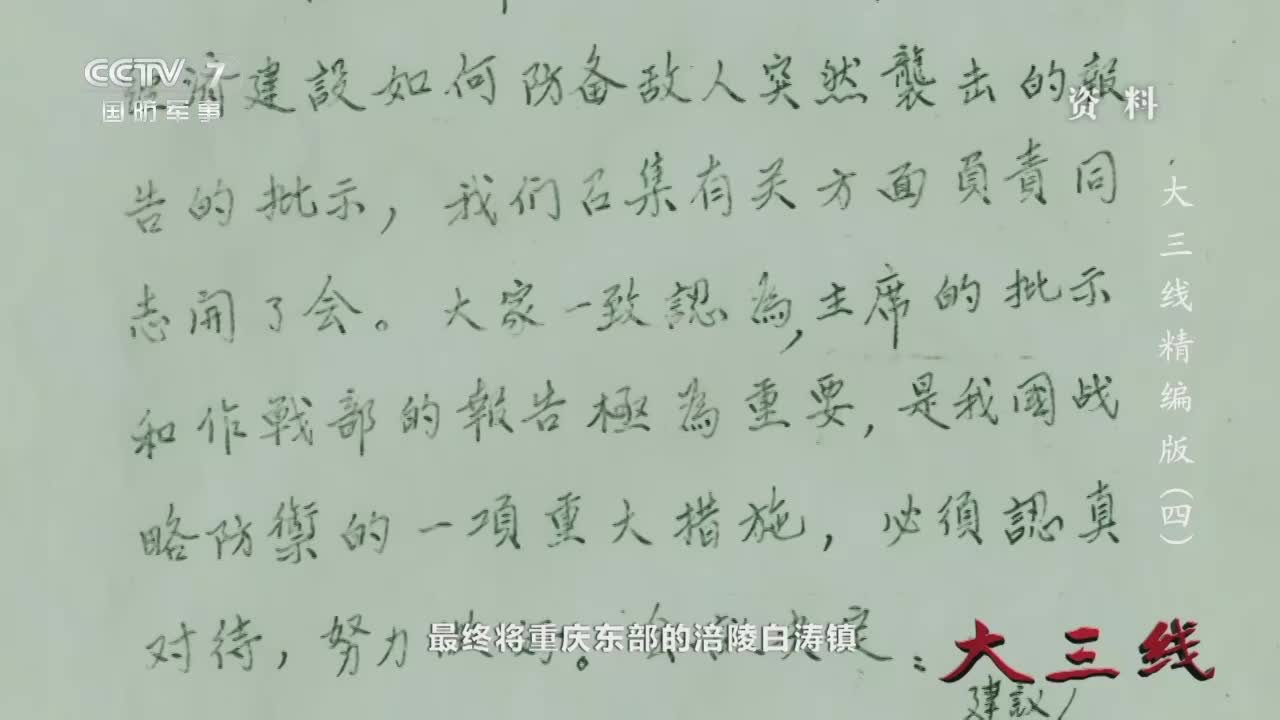 CCTV 7
国防军事
资料
济建設如何防备敌人突然襲击的報
告的批示，我们召集有关方面負責同
志開了会。大家一致認為，主席的批示
和作戰部的報告極為重要，是我國战
略防禦的一項重大措施，必須認真
对待，努力
定：
建議
大三线精编版（四）
最终将重庆东部的涪陵白涛镇
大三线